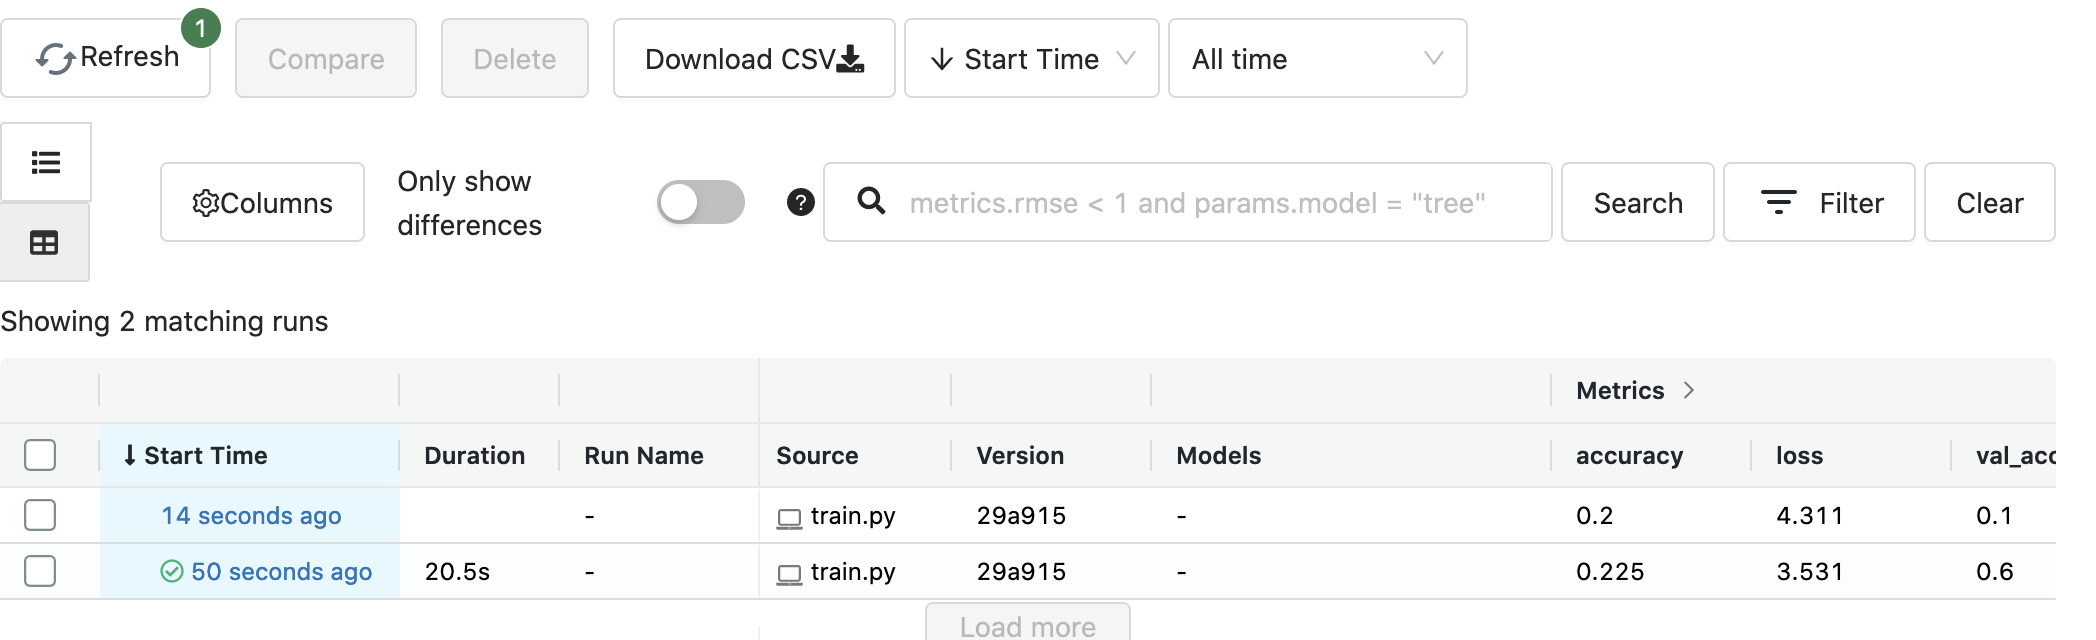 1
Refresh Compare Delete Download CSV Start Time All time
Columns Only show differences ? metrics.rmse < 1 and params.model = "tree" Search Filter Clear
Showing 2 matching runs
Metrics
Start Time Duration Run Name Source Version Models accuracy loss val_acc
14 seconds ago - train.py 29a915 - 0.2 4.311 0.1
50 seconds ago 20.5s - train.py 29a915 - 0.225 3.531 0.6
Load more